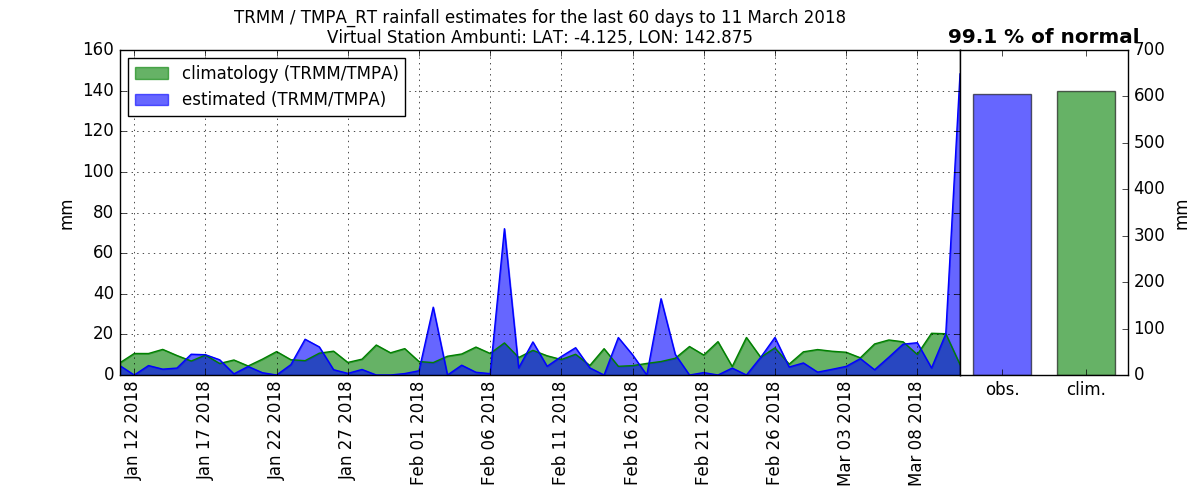 TRMM / TMPA_RT rainfall estimates for the last 60 days to 11 March 2018
Virtual Station Ambunti: LAT: -4.125, LON: 142.875
99.1 % of normal
climatology (TRMM/TMPA)
estimated (TRMM/TMPA)
160
140
120
100
80
60
40
20
0
mm
700
600
500
400
300
200
100
0
mm
obs.
clim.
Jan 12 2018
Jan 17 2018
Jan 22 2018
Jan 27 2018
Feb 01 2018
Feb 06 2018
Feb 11 2018
Feb 16 2018
Feb 21 2018
Feb 26 2018
Mar 03 2018
Mar 08 2018